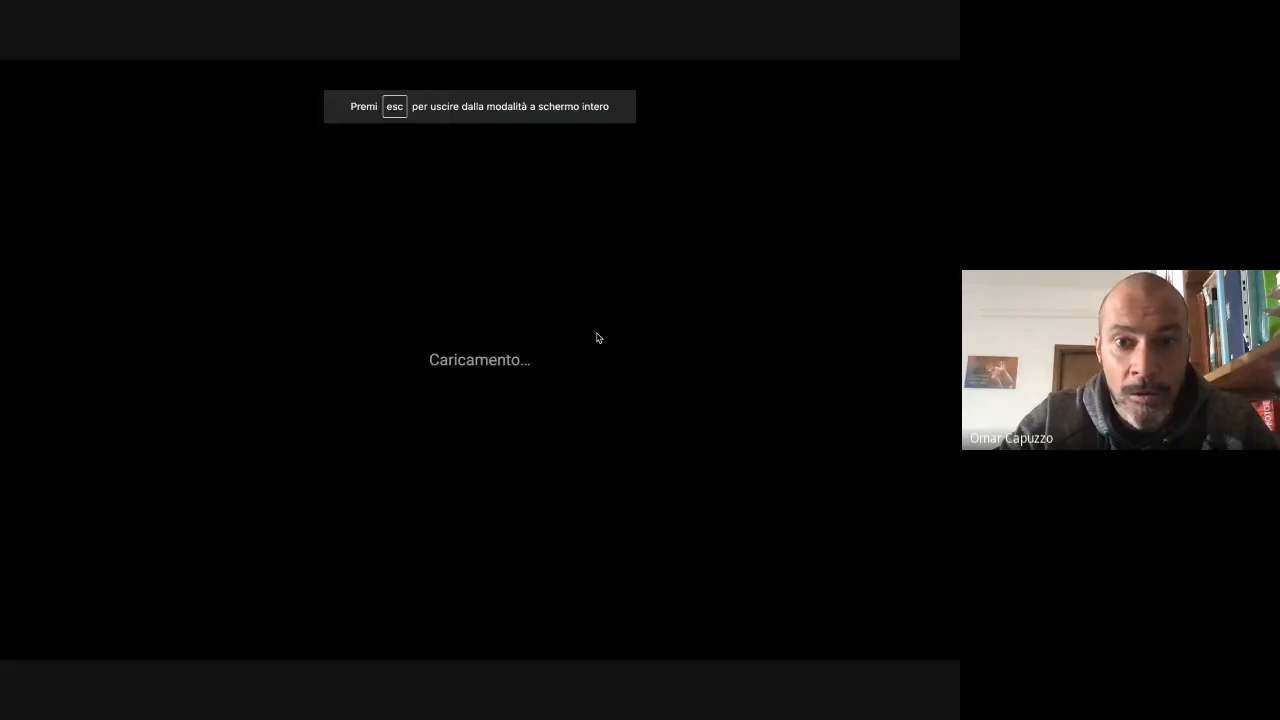 Premi esc per uscire dalla modalità a schermo intero
Caricamento...
Omar Capuzzo